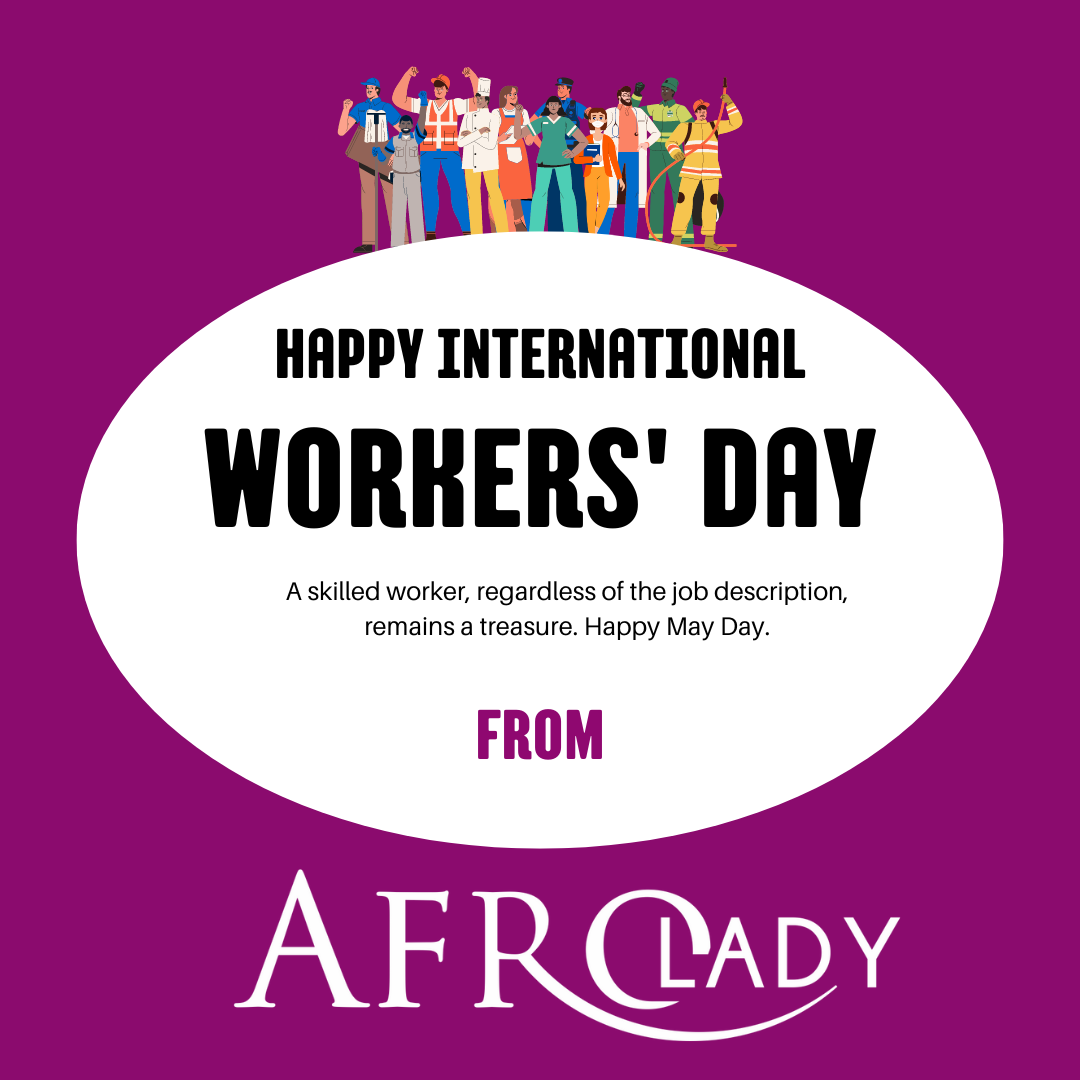 HAPPY INTERNATIONAL
WORKERS' DAY
A skilled worker, regardless of the job description,
remains a treasure. Happy May Day.
FROM
AFROLADY